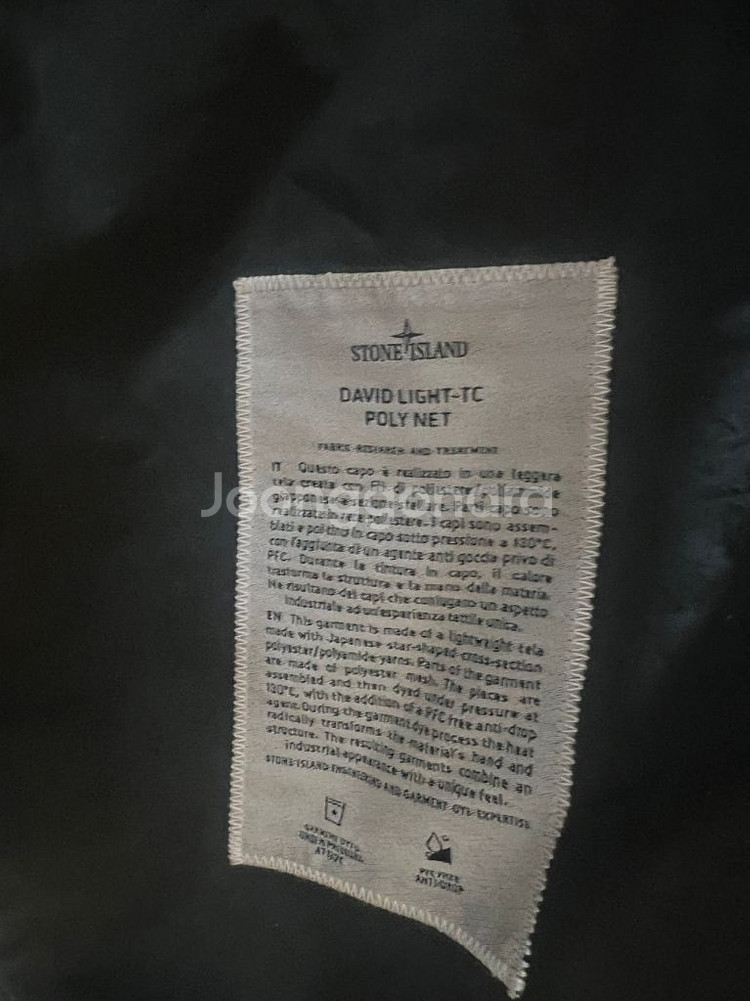 STONE ISLAND
DAVID LIGHT-TC
POLY NET
FABRIC RESEARCH AND TREATMENT
IT Questo capo è realizzato in una leggera
tela creata con fili di
giapponese a sezione stellare.
realizzata in rete poliestere. I capi sono assem-
blati e poi tinti in capo sotto pressione a 130°C,
con l'aggiunta di un agente anti goccia privo di
PFC. Durante la tintura in capo, il calore
trasforma la struttura e la mano della materia.
Ne risultano dei capi che coniugano un aspetto
industriale ad un'esperienza tattile unica.
EN This garment is made of a lightweight tela
made with Japanese star-shaped cross-section
polyester/polyamide yarns. Parts of the garment
are made of polyester mesh. The pieces are
assembled and then dyed under pressure at
130°C, with the addition of a PFC free anti-drop
agent. During the garment dye process the heat
radically transforms the material's hand and
structure. The resulting garments combine an
industrial appearance with a unique feel.
STONE ISLAND ENGINEERING AND GARMENT DYE EXPERTISE
GARMENT DYED
UNDER PRESSURE
AT 130°C
PFC FREE
ANTI-DROP
Joonggonara